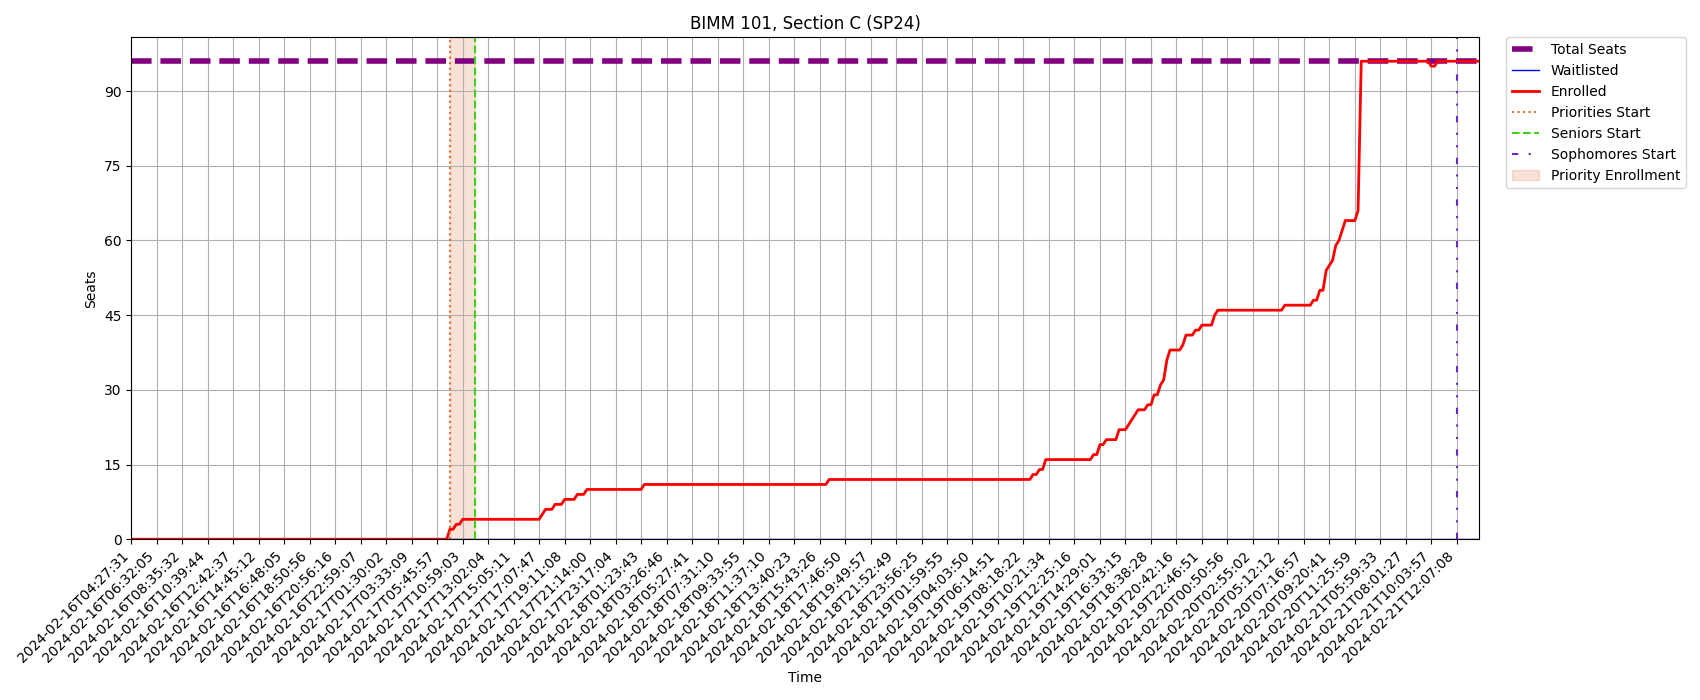 BIMM 101, Section C (SP24)
Total Seats
Waitlisted
Enrolled
Priorities Start
Seniors Start
Sophomores Start
Priority Enrollment
Seats
90
75
60
45
30
15
0
2024-02-16T04:27:31
2024-02-16T06:32:05
2024-02-16T08:35:32
2024-02-16T10:39:44
2024-02-16T12:42:37
2024-02-16T14:45:12
2024-02-16T16:48:05
2024-02-16T18:50:56
2024-02-16T20:56:16
2024-02-16T22:59:07
2024-02-17T01:30:02
2024-02-17T03:33:09
2024-02-17T05:45:57
2024-02-17T10:59:03
2024-02-17T13:02:04
2024-02-17T15:05:11
2024-02-17T17:07:47
2024-02-17T19:11:08
2024-02-17T21:14:00
2024-02-17T23:17:04
2024-02-18T01:23:43
2024-02-18T03:26:46
2024-02-18T05:27:41
2024-02-18T07:31:10
2024-02-18T09:33:55
2024-02-18T11:37:10
2024-02-18T13:40:23
2024-02-18T15:43:26
2024-02-18T17:46:50
2024-02-18T19:49:57
2024-02-18T21:52:49
2024-02-18T23:56:25
2024-02-19T01:59:55
2024-02-19T04:03:50
2024-02-19T06:14:51
2024-02-19T08:18:22
2024-02-19T10:21:34
2024-02-19T12:25:16
2024-02-19T14:29:01
2024-02-19T16:33:15
2024-02-19T18:38:28
2024-02-19T20:42:16
2024-02-19T22:46:51
2024-02-20T00:50:56
2024-02-20T02:55:02
2024-02-20T05:12:12
2024-02-20T07:16:57
2024-02-20T09:20:41
2024-02-20T11:25:59
2024-02-21T05:59:33
2024-02-21T08:01:27
2024-02-21T10:03:57
2024-02-21T12:07:08
Time